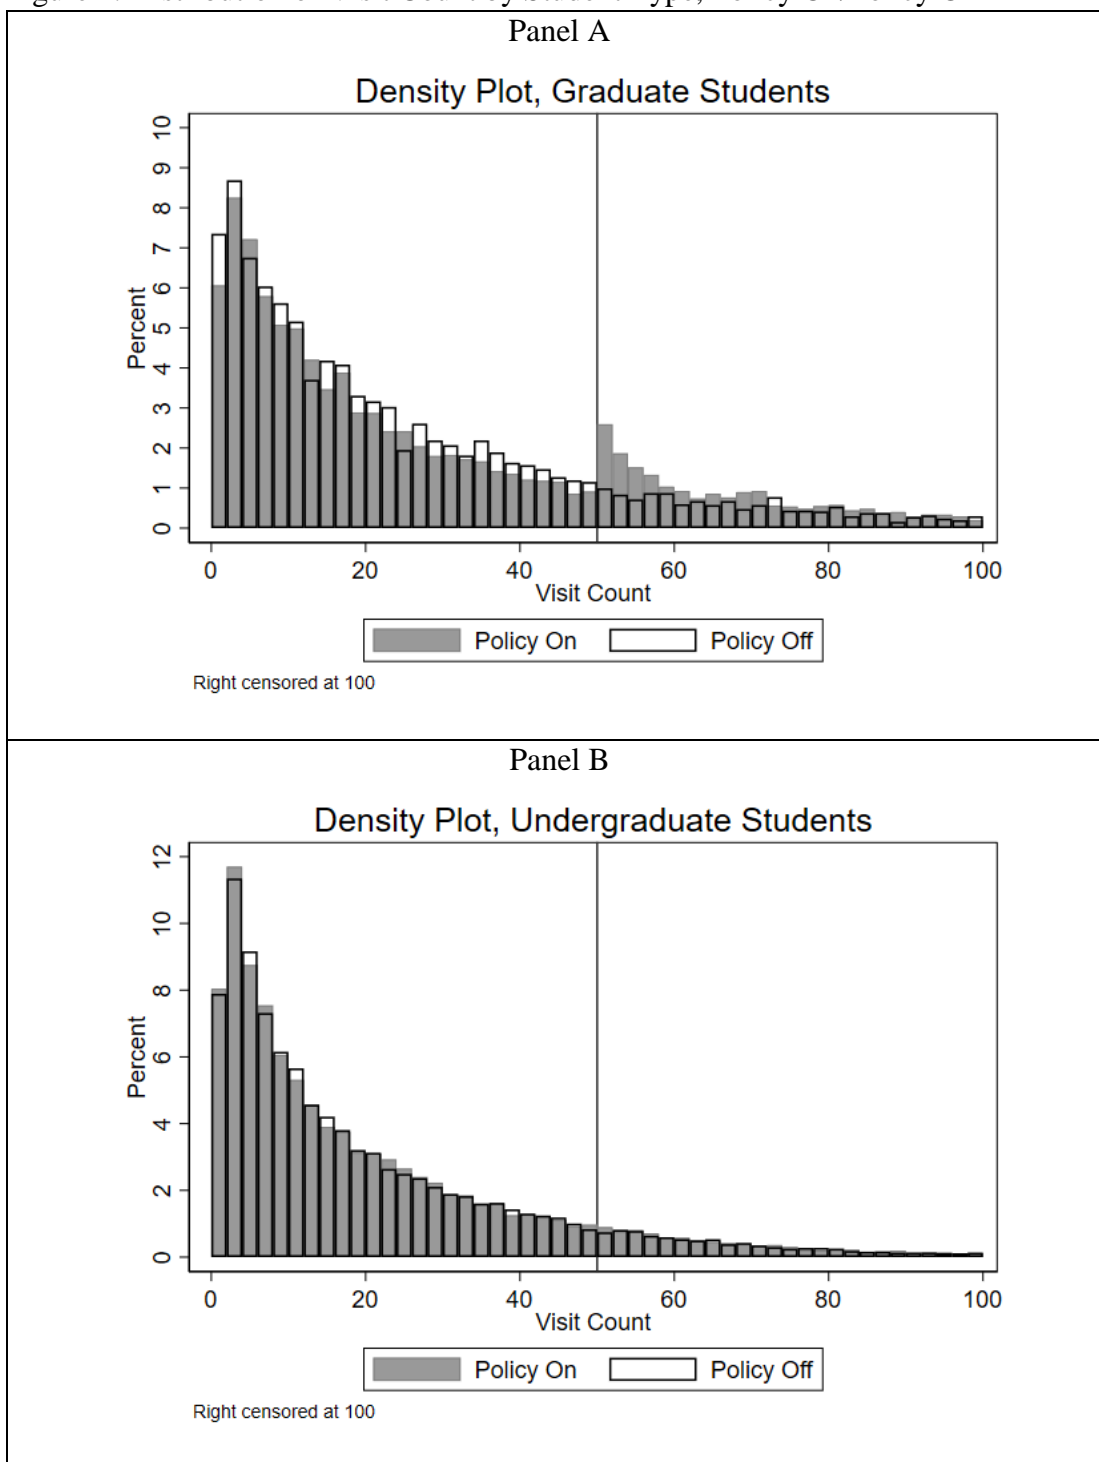 Panel A
Density Plot, Graduate Students
10
9
8
7
6
5
4
3
2
1
0
Percent
0 20 40 60 80 100
Visit Count
Policy On Policy Off
Right censored at 100
Panel B
Density Plot, Undergraduate Students
12
10
8
6
4
2
0
Percent
0 20 40 60 80 100
Visit Count
Policy On Policy Off
Right censored at 100